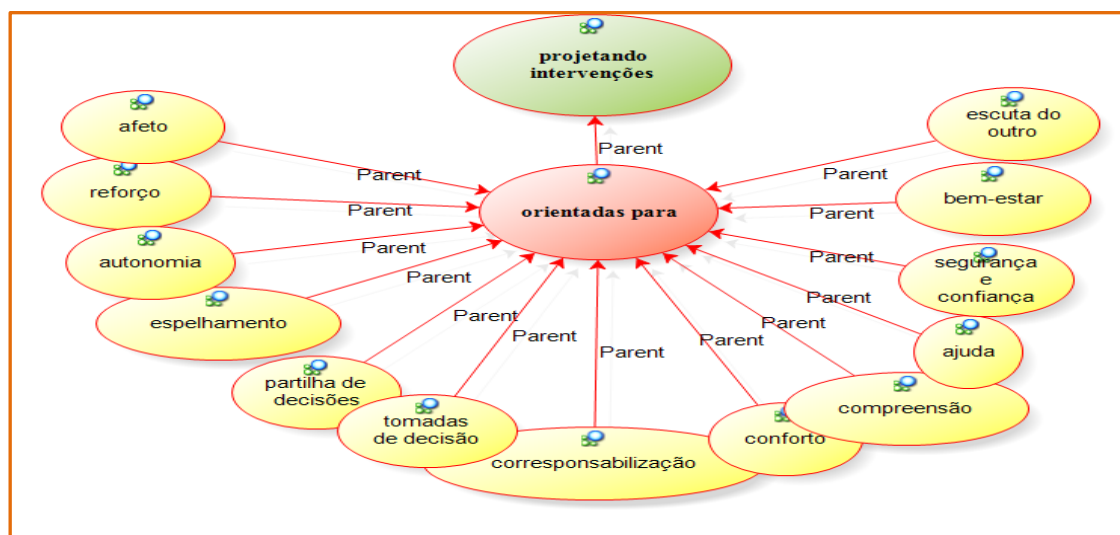 projetando
intervenções
afeto
escuta do
outro
Parent
Parent
Parent
reforço
Parent
orientadas para
Parent
bem-estar
autonomia
Parent
Parent
segurança
e
confiança
espelhamento
Parent
Parent
ajuda
Parent
Parent
Parent
Parent
Parent
partilha de
decisões
compreensão
tomadas
de decisão
conforto
corresponsabilização